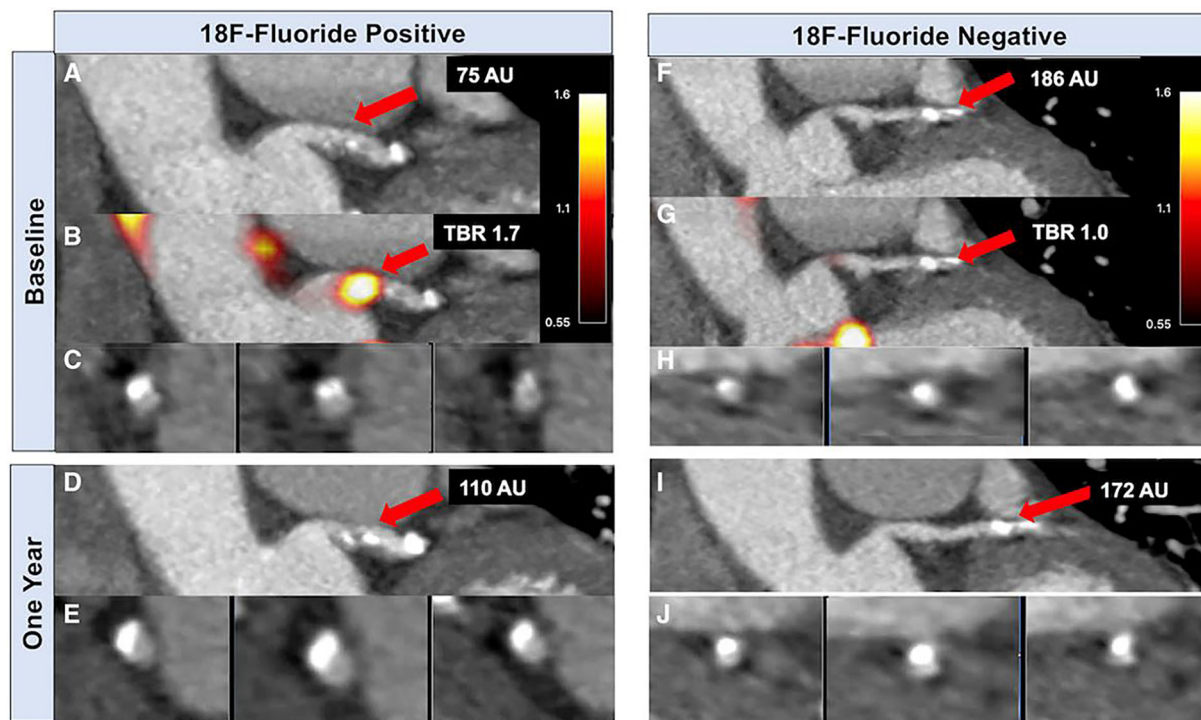 18F-Fluoride Positive
18F-Fluoride Negative
Baseline
A
75 AU
1.6
1.1
0.55
B
TBR 1.7
C
F
186 AU
1.6
1.1
0.55
G
TBR 1.0
H
One Year
D
110 AU
E
I
172 AU
J